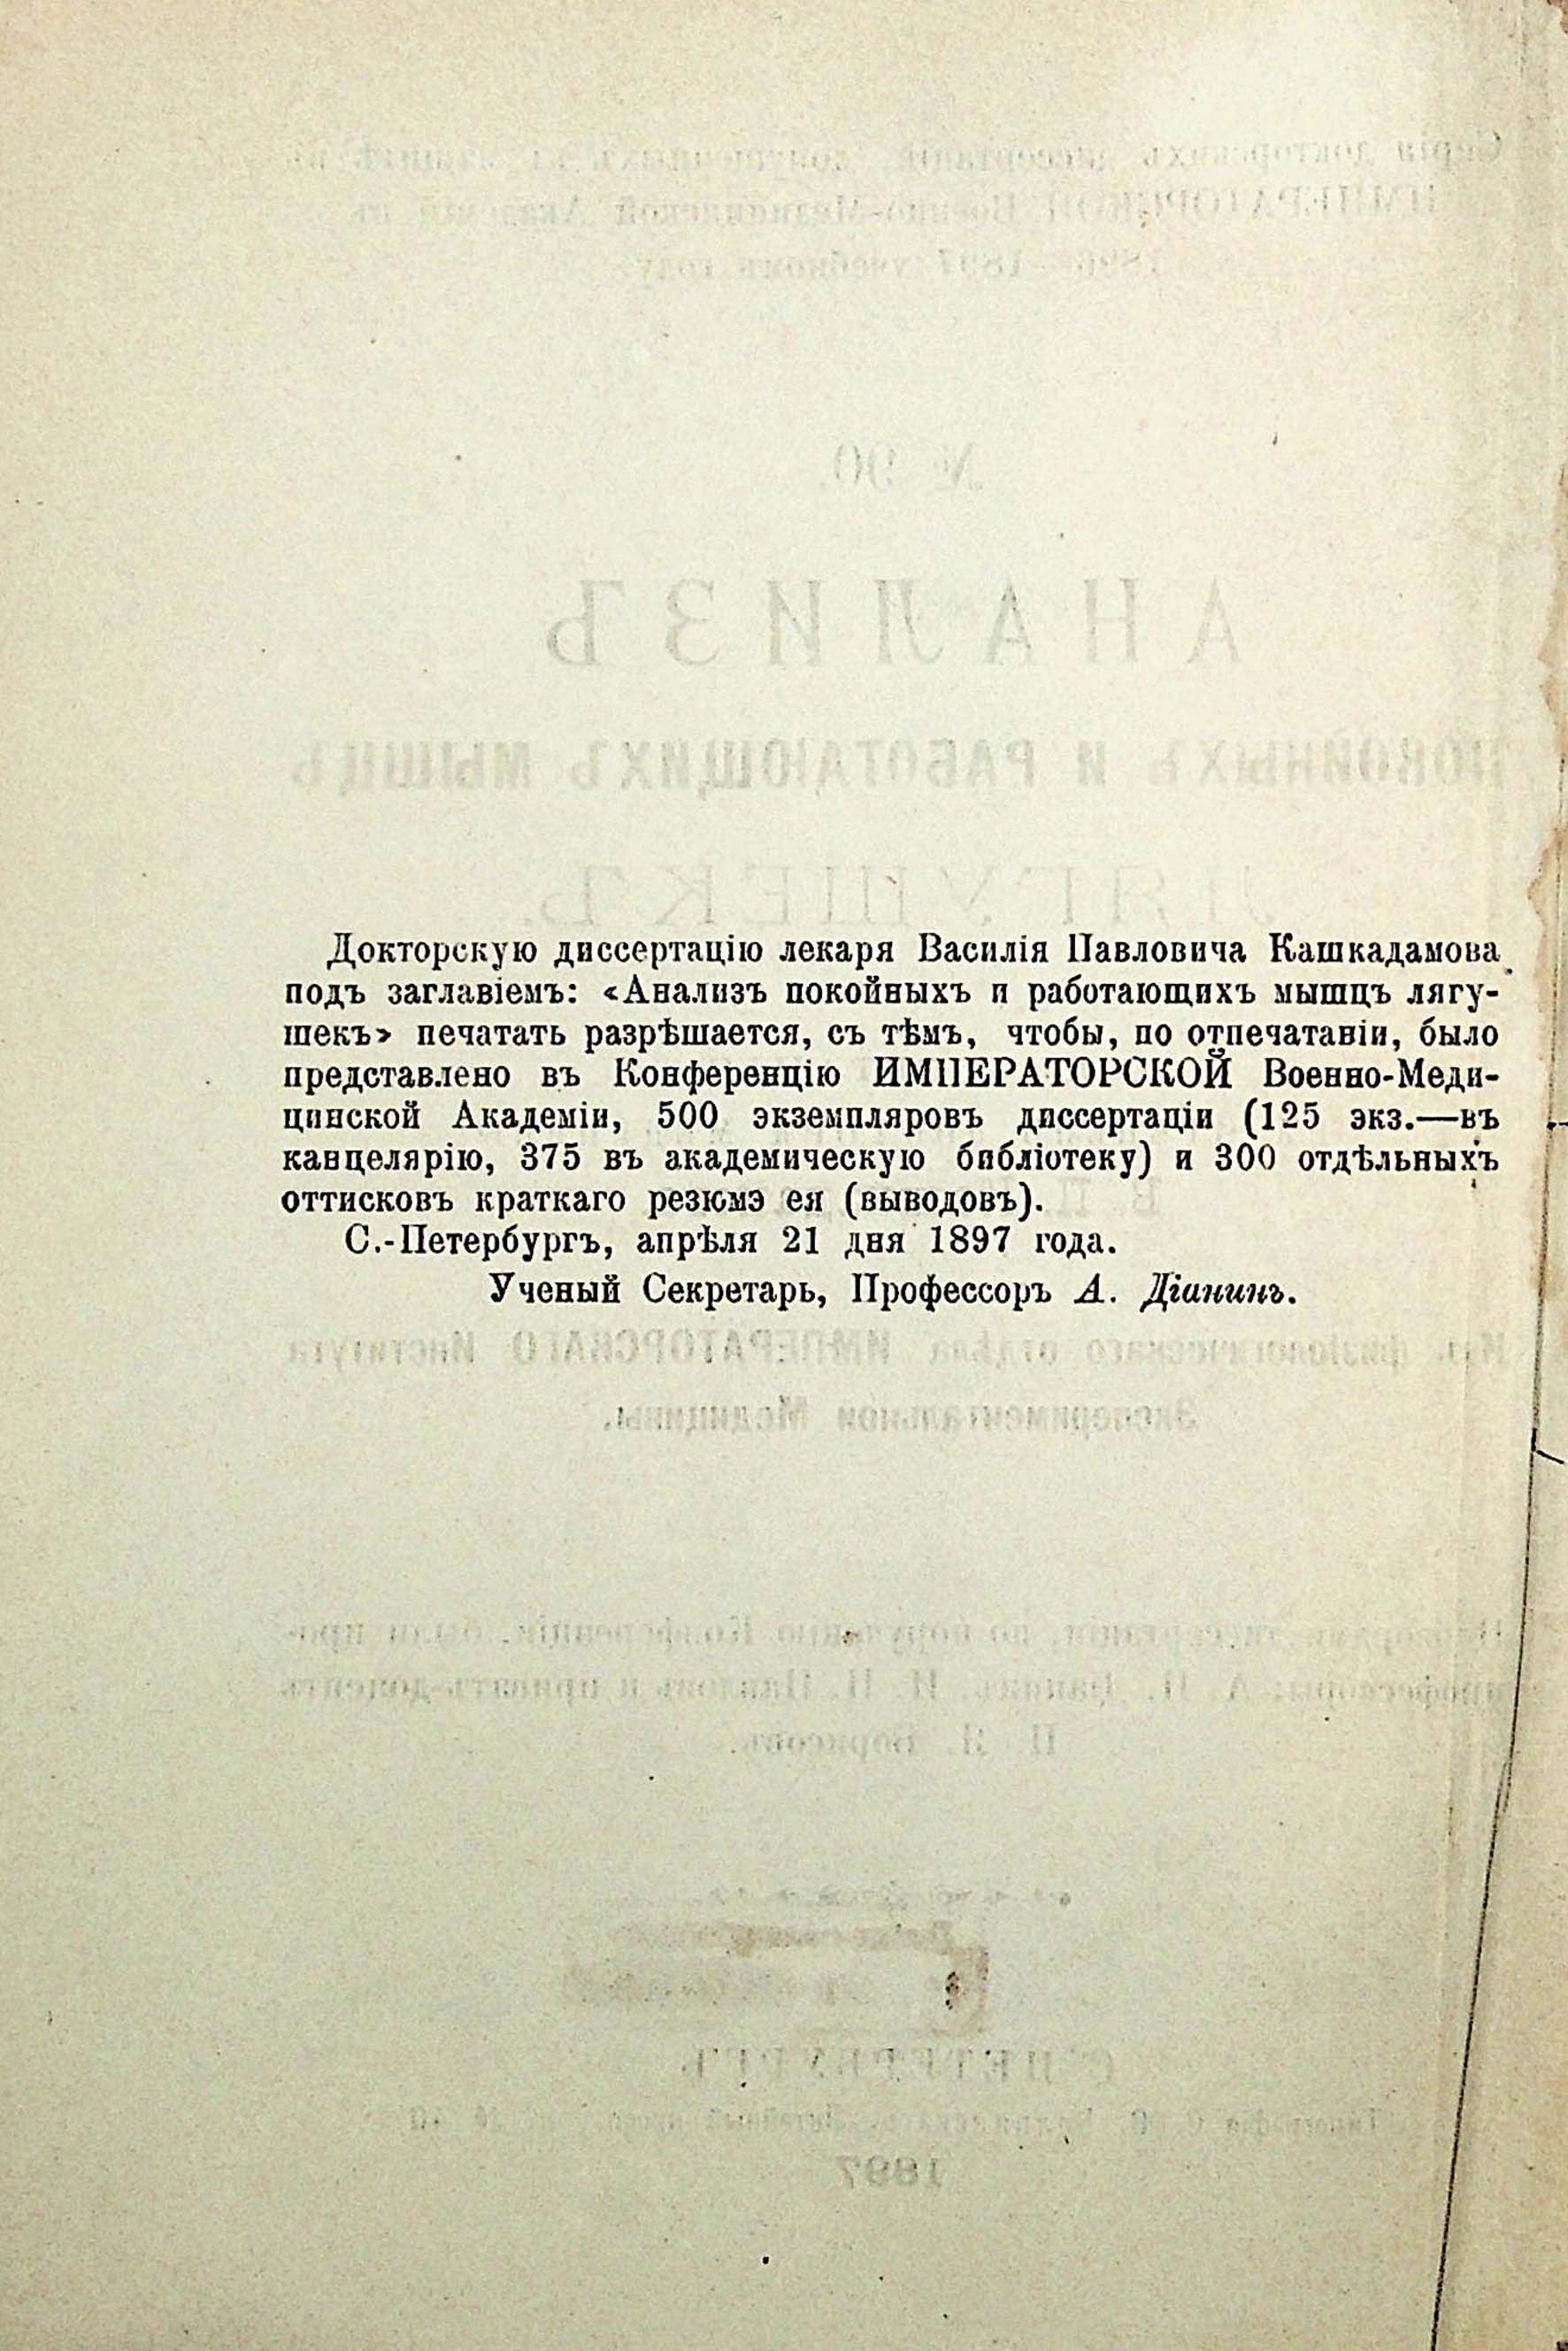 Докторскую диссертацію лекаря Василія Павловича Кашкадамова
подъ заглавіемъ: «Анализъ покойныхъ и работающихъ мышцъ лягу-
шекъ» печатать разрѣшается, съ тѣмъ, чтобы, по отпечатаніи, было
представлено въ Конференцію ИМПЕРАТОРСКОЙ Военно-Меди-
цинской Академіи, 500 экземпляровъ диссертаціи (125 экз.—въ
канцелярію, 375 въ академическую библіотеку) и 300 отдѣльныхъ
оттисковъ краткаго резюмэ ея (выводовъ).
С.-Петербургъ, апрѣля 21 дня 1897 года.
Ученый Секретарь, Профессоръ А. Діанинъ.